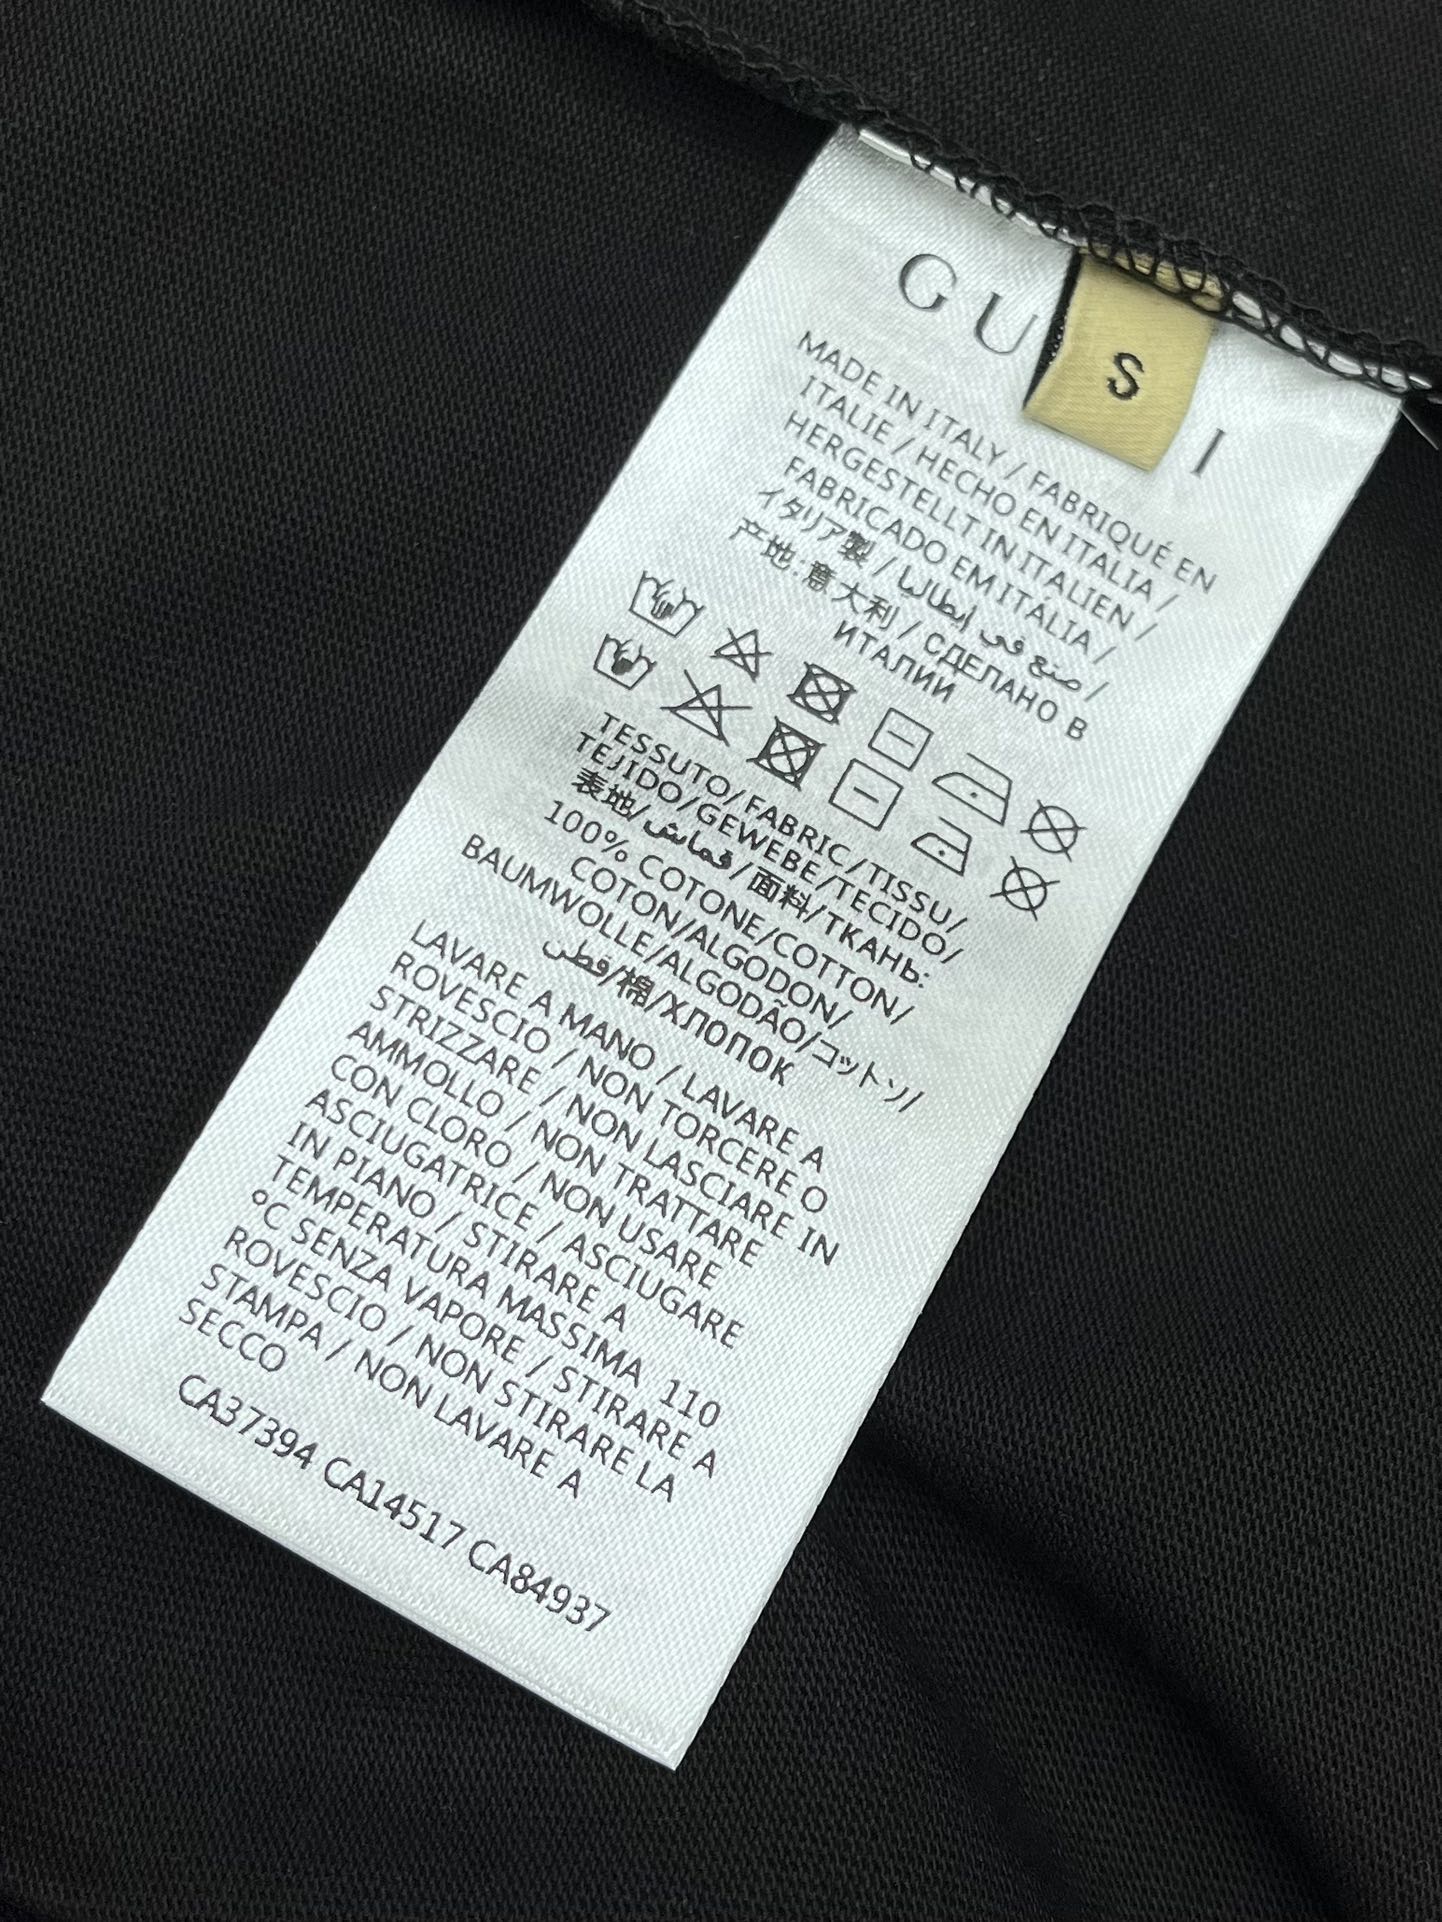 GU I
S
MADE IN ITALY / FABRIQUÉ EN
ITALIE / HECHO EN ITALIA /
HERGESTELLT IN ITALIEN /
FABRICADO EM ITÁLIA /
イタリア製 / صنع في إيطاليا /
产地:意大利 / СДЕЛАНО В
ИТАЛИИ
TESSUTO/FABRIC/TISSU/
TEJIDO/GEWEBE/TECIDO/
表地/قماش/面料/ТКАНЬ:
100% COTONE/COTTON/
COTON/ALGODON/
BAUMWOLLE/ALGODÃO/コットン/
قطن/棉/ХЛОПОК
LAVARE A MANO / LAVARE A
ROVESCIO / NON TORCERE O
STRIZZARE / NON LASCIARE IN
AMMOLLO / NON TRATTARE
CON CLORO / NON USARE
ASCIUGATRICE / ASCIUGARE
IN PIANO / STIRARE A
TEMPERATURA MASSIMA 110
°C SENZA VAPORE / STIRARE A
ROVESCIO / NON STIRARE LA
STAMPA / NON LAVARE A
SECCO
CA37394 CA14517 CA84937